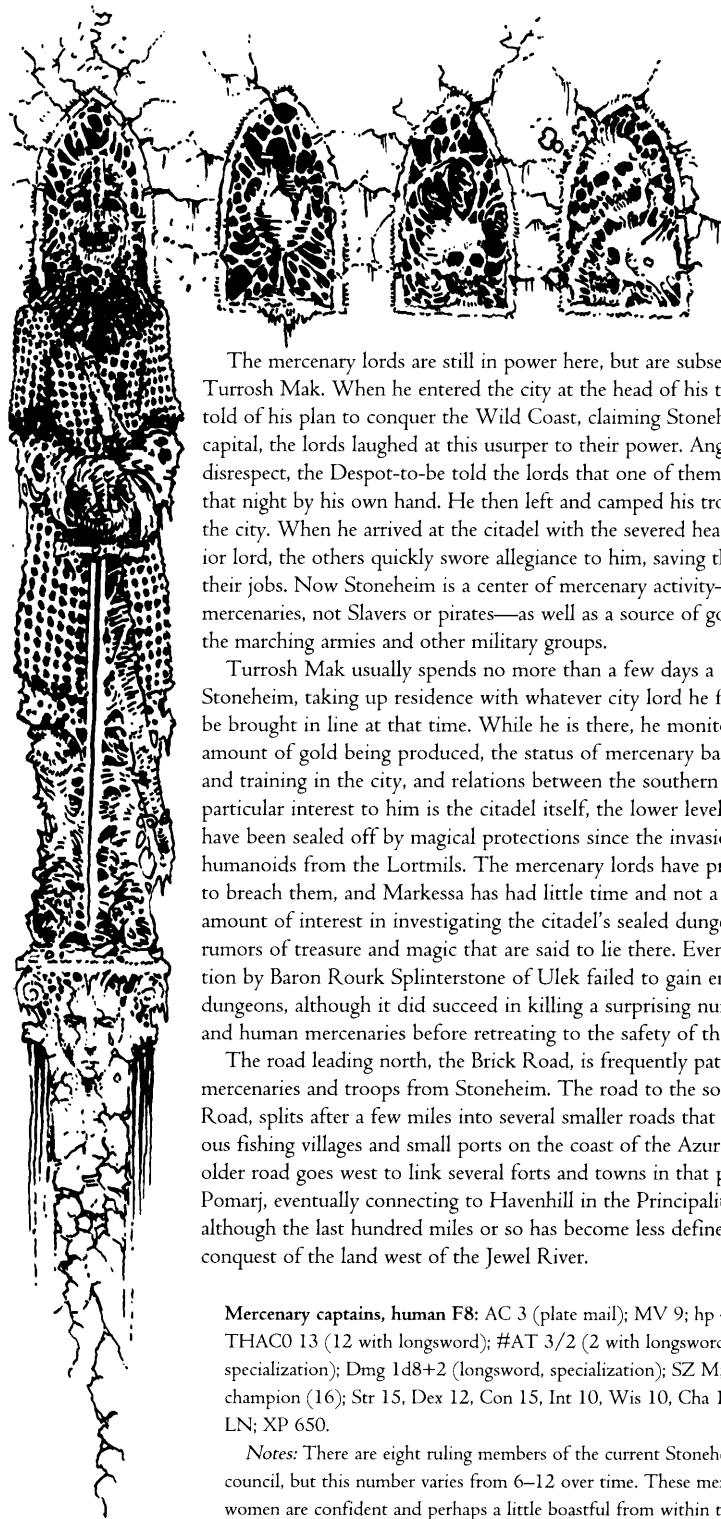 The mercenary lords are still in power here, but are subse
Turrosh Mak. When he entered the city at the head of his t
told of his plan to conquer the Wild Coast, claiming Stoneh
capital, the lords laughed at this usurper to their power. Ang
disrespect, the Despot-to-be told the lords that one of them
that night by his own hand. He then left and camped his tro
the city. When he arrived at the citadel with the severed hea
ior lord, the others quickly swore allegiance to him, saving th
their jobs. Now Stoneheim is a center of mercenary activity—
mercenaries, not Slavers or pirates—as well as a source of go
the marching armies and other military groups.
Turrosh Mak usually spends no more than a few days a
Stoneheim, taking up residence with whatever city lord he f
be brought in line at that time. While he is there, he monito
amount of gold being produced, the status of mercenary ba
and training in the city, and relations between the southern
particular interest to him is the citadel itself, the lower level
have been sealed off by magical protections since the invasio
humanoids from the Lortmils. The mercenary lords have pr
to breach them, and Markessa has had little time and not a
amount of interest in investigating the citadel's sealed dunge
rumors of treasure and magic that are said to lie there. Even
tion by Baron Rourk Splinterstone of Ulek failed to gain en
dungeons, although it did succeed in killing a surprising nu
and human mercenaries before retreating to the safety of th
The road leading north, the Brick Road, is frequently pat
mercenaries and troops from Stoneheim. The road to the so
Road, splits after a few miles into several smaller roads that
ous fishing villages and small ports on the coast of the Azur
older road goes west to link several forts and towns in that p
Pomarj, eventually connecting to Havenhill in the Principalit
although the last hundred miles or so has become less define
conquest of the land west of the Jewel River.
Mercenary captains, human F8: AC 3 (plate mail); MV 9; hp
THAC0 13 (12 with longsword); #AT 3/2 (2 with longsword
specialization); Dmg 1d8+2 (longsword, specialization); SZ M;
champion (16); Str 15, Dex 12, Con 15, Int 10, Wis 10, Cha 1
LN; XP 650.
Notes: There are eight ruling members of the current Stonehe
council, but this number varies from 6–12 over time. These me
women are confident and perhaps a little boastful from within t